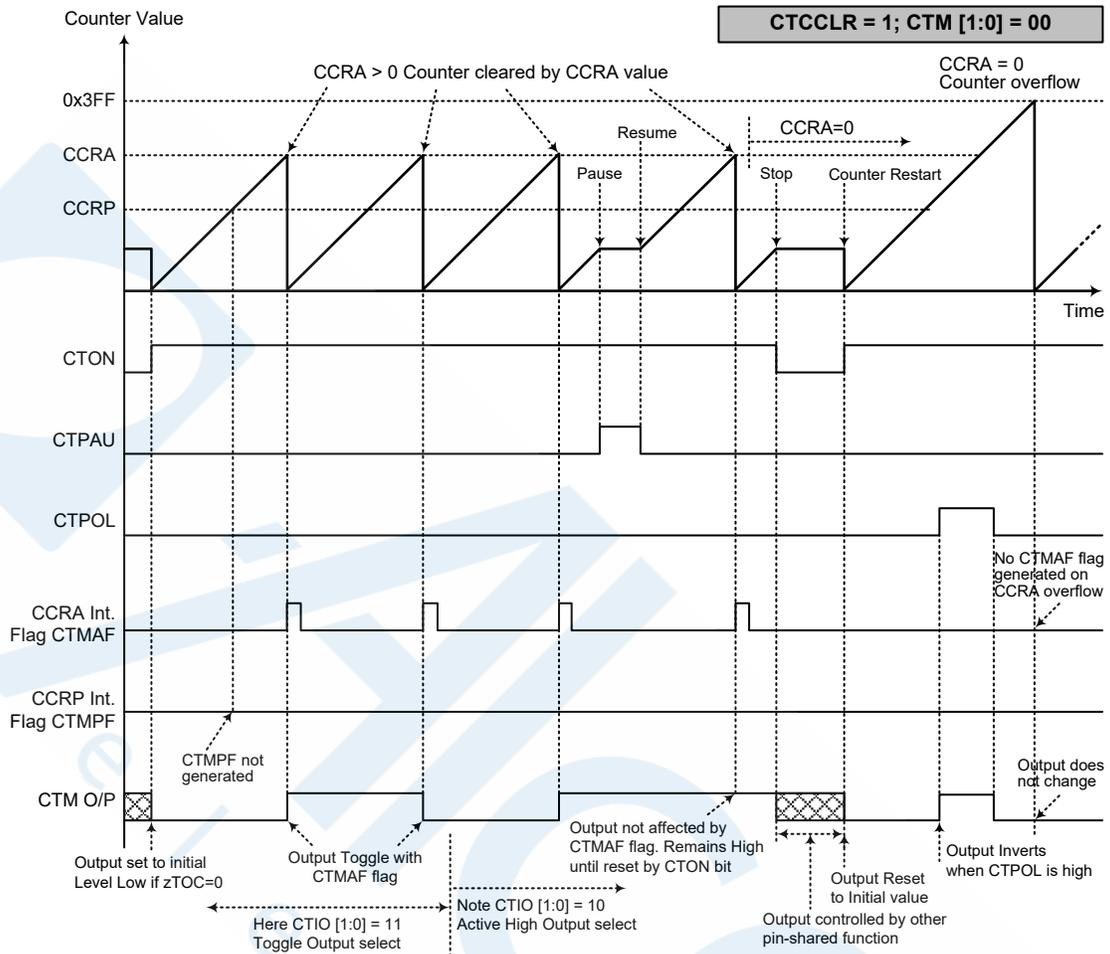 Counter Value
CTCCLR = 1; CTM [1:0] = 00
CCRA > 0 Counter cleared by CCRA value
CCRA = 0
Counter overflow
0x3FF
Resume
CCRA=0
CCRA
Pause
Stop
Counter Restart
CCRP
Time
CTON
CTPAU
CTPOL
No CTMAF flag
generated on
CCRA overflow
CCRA Int.
Flag CTMAF
CCRP Int.
Flag CTMPF
CTMPF not
generated
Output does
not change
CTM O/P
Output set to initial
Level Low if zTOC=0
Output Toggle with
CTMAF flag
Output not affected by
CTMAF flag. Remains High
until reset by CTON bit
Output Inverts
when CTPOL is high
Output Reset
to Initial value
Here CTIO [1:0] = 11
Toggle Output select
Note CTIO [1:0] = 10
Active High Output select
Output controlled by other
pin-shared function